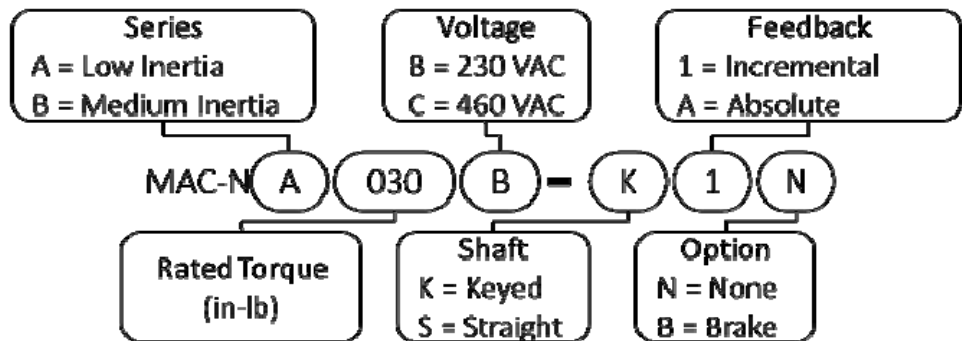 Series
A = Low Inertia
B = Medium Inertia
Voltage
B = 230 VAC
C = 460 VAC
Feedback
1 = Incremental
A = Absolute
MAC-N A 030 B - K 1 N
Rated Torque
(in-lb)
Shaft
K = Keyed
S = Straight
Option
N = None
B = Brake